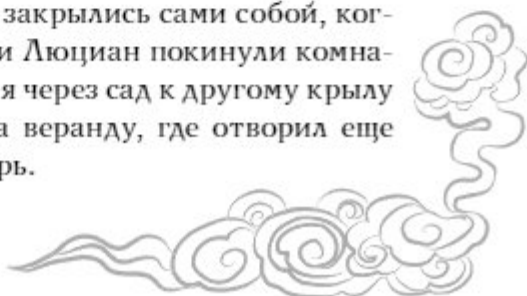 закрылись сами собой, ког-
и Люциан покинули комна-
я через сад к другому крылу
а веранду, где отворил еще
рь.